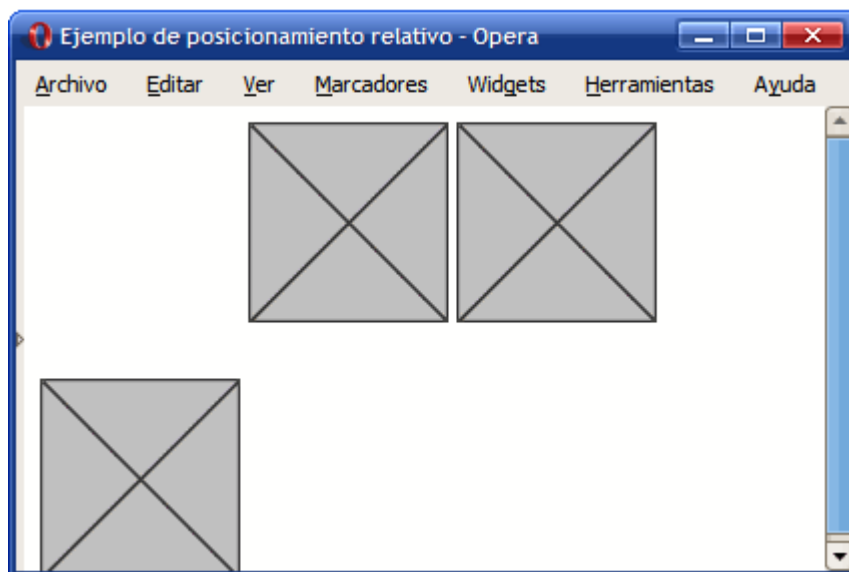 Ejemplo de posicionamiento relativo - Opera
Archivo Editar Ver Marcadores Widgets Herramientas Ayuda